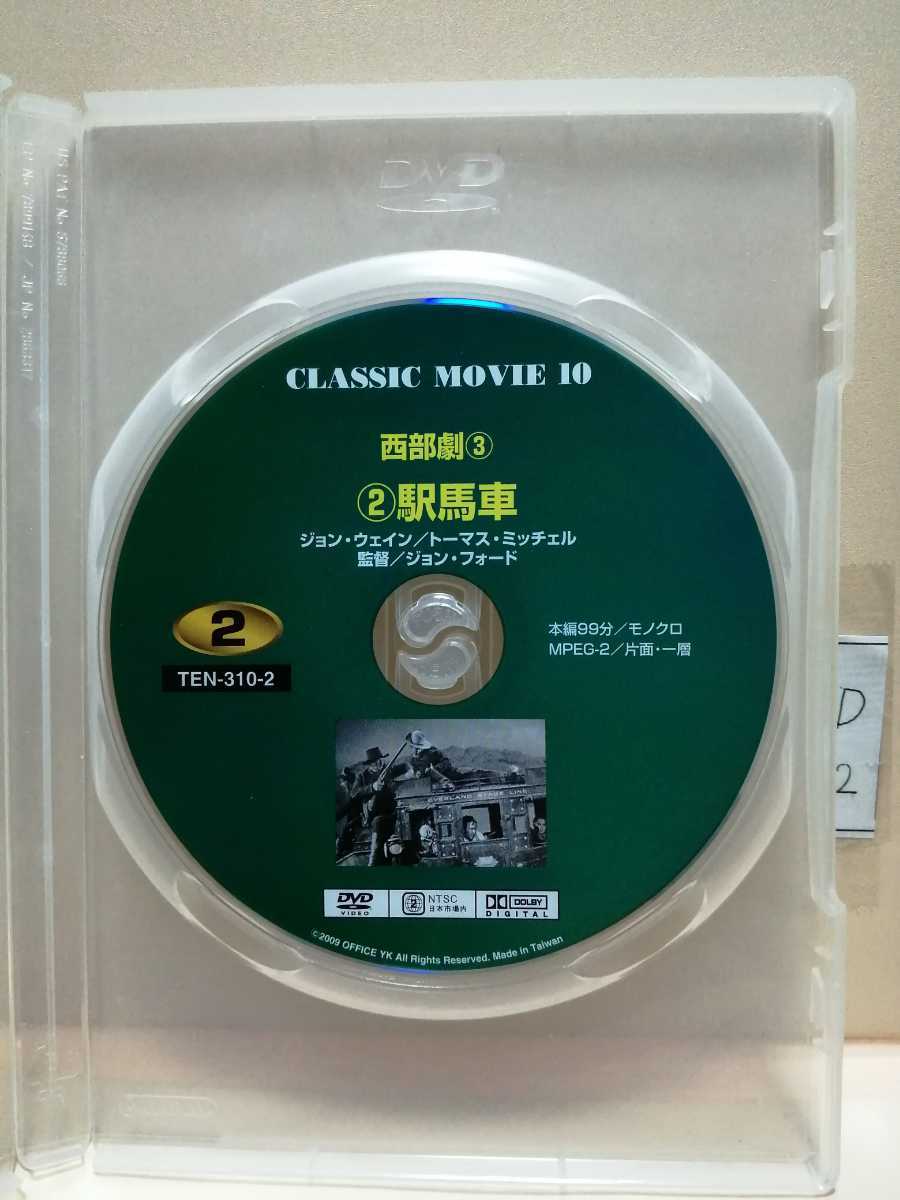 DVD
CLASSIC MOVIE 10
西部劇③
②駅馬車
ジョン・ウェイン／トーマス・ミッチェル
監督／ジョン・フォード
2
TEN-310-2
本編99分／モノクロ
MPEG-2／片面・一層
OVERLAND STAGE LINE
DVD
VIDEO
2
NTSC
日本市場内
DOLBY
DIGITAL
©2009 OFFICE YK All Rights Reserved. Made in Taiwan
D
2